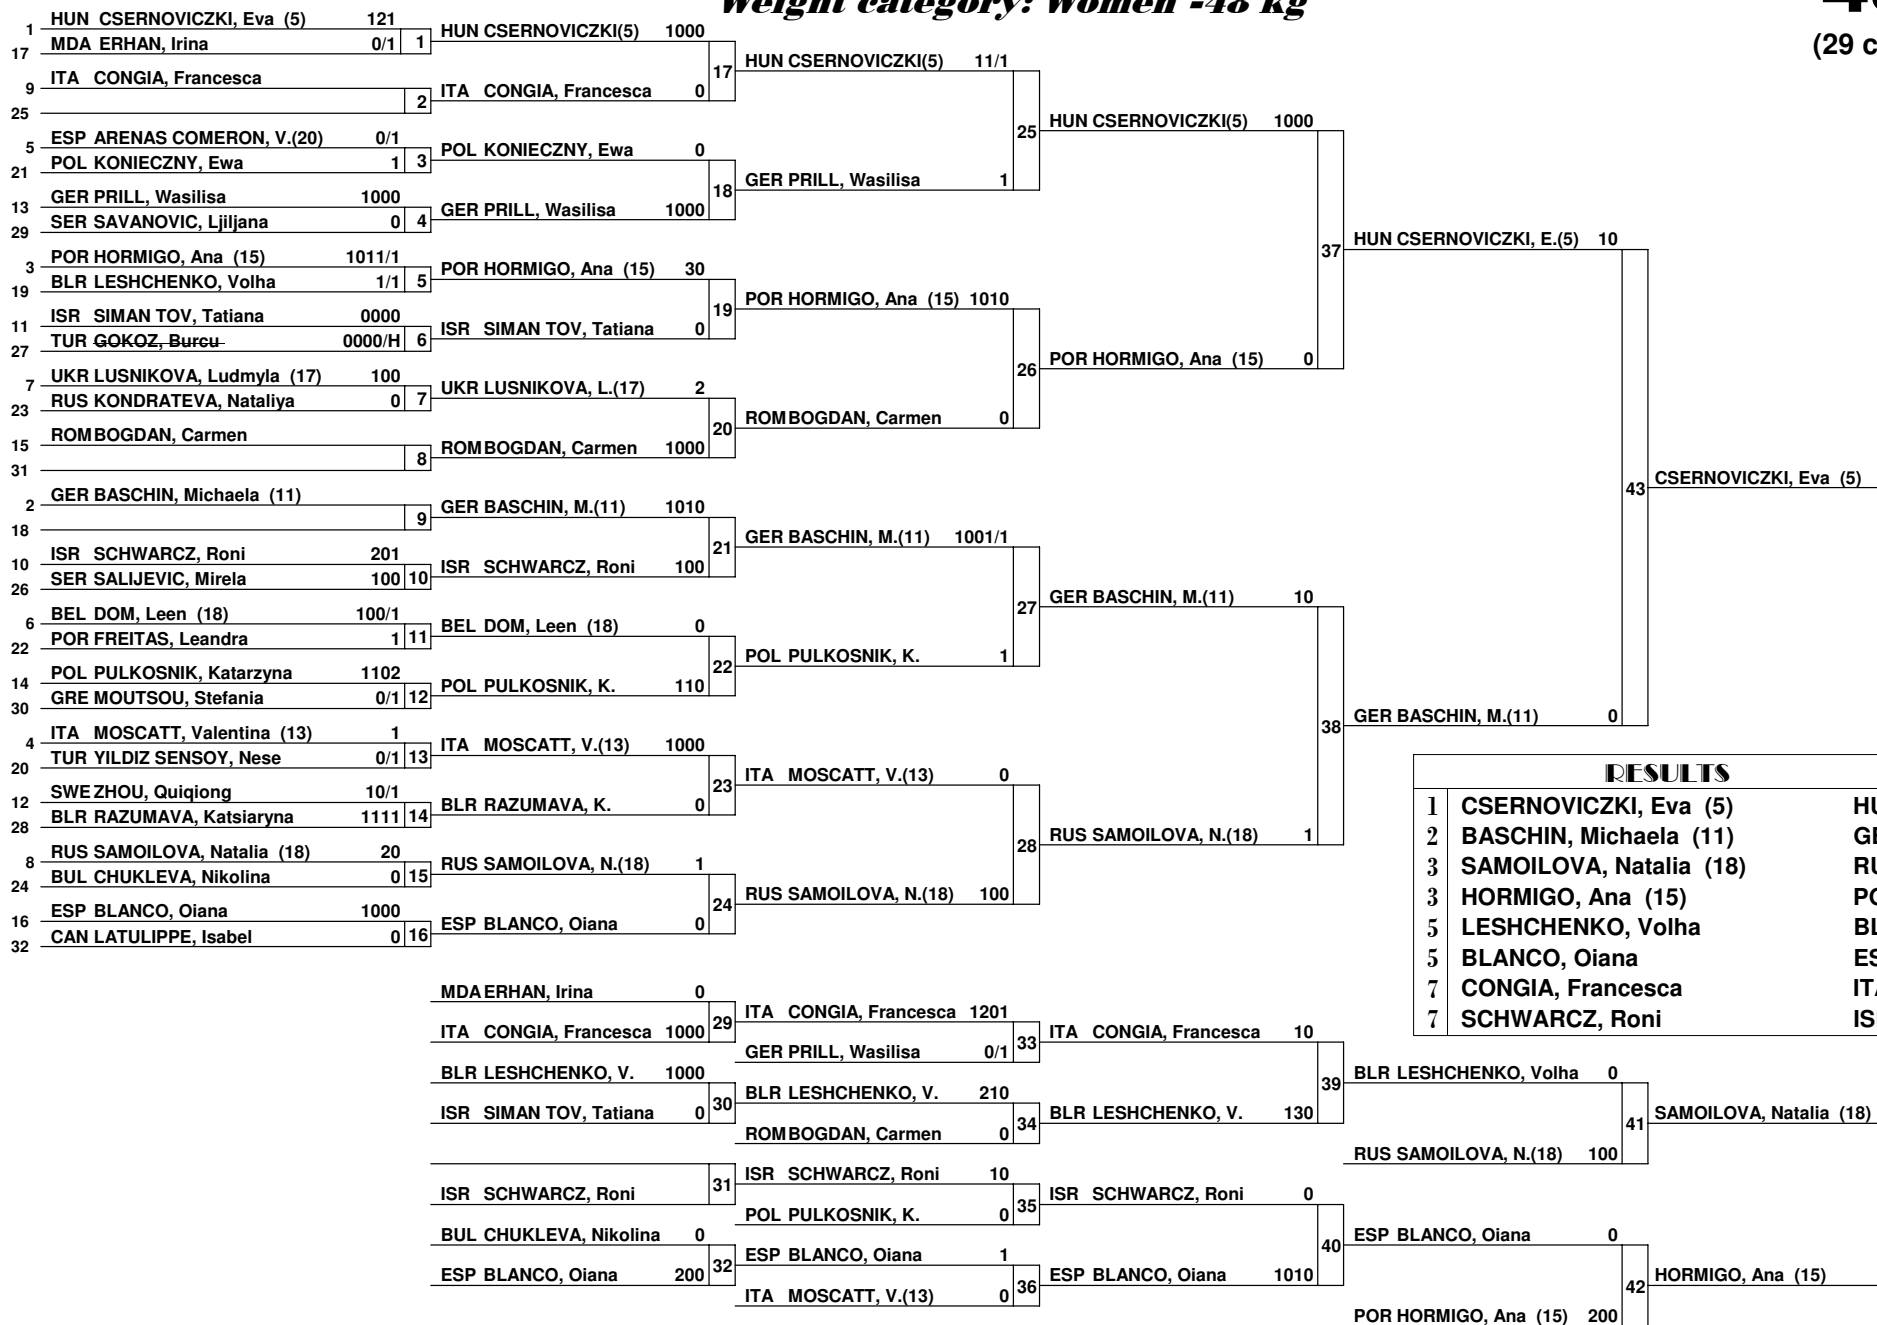 Weight category: Women -48 kg
(29 c
1 HUN CSERNOVICZKI, Eva (5) 121
17 MDA ERHAN, Irina 0/1 1
9 ITA CONGIA, Francesca
25 2
5 ESP ARENAS COMERON, V.(20) 0/1
21 POL KONIECZNY, Ewa 1 3
13 GER PRILL, Wasilisa 1000
29 SER SAVANOVIC, Ljiljana 0 4
3 POR HORMIGO, Ana (15) 1011/1
19 BLR LESHCHENKO, Volha 1/1 5
11 ISR SIMAN TOV, Tatiana 0000
27 TUR GOKOZ, Burcu 0000/H 6
7 UKR LUSNIKOVA, Ludmyla (17) 100
23 RUS KONDRATEVA, Nataliya 0 7
15 ROM BOGDAN, Carmen
31 8
2 GER BASCHIN, Michaela (11)
18 9
10 ISR SCHWARCZ, Roni 201
26 SER SALIJEVIC, Mirela 100 10
6 BEL DOM, Leen (18) 100/1
22 POR FREITAS, Leandra 1 11
14 POL PULKOSNIK, Katarzyna 1102
30 GRE MOUTSOU, Stefania 0/1 12
4 ITA MOSCATT, Valentina (13) 1
20 TUR YILDIZ SENSOY, Nese 0/1 13
12 SWE ZHOU, Quiqiong 10/1
28 BLR RAZUMAVA, Katsiaryna 1111 14
8 RUS SAMOILOVA, Natalia (18) 20
24 BUL CHUKLEVA, Nikolina 0 15
16 ESP BLANCO, Oiana 1000
32 CAN LATULIPPE, Isabel 0 16
HUN CSERNOVICZKI(5) 1000
17
ITA CONGIA, Francesca 0
POL KONIECZNY, Ewa 0
18
GER PRILL, Wasilisa 1000
POR HORMIGO, Ana (15) 30
19
ISR SIMAN TOV, Tatiana 0
UKR LUSNIKOVA, L.(17) 2
20
ROM BOGDAN, Carmen 1000
GER BASCHIN, M.(11) 1010
21
ISR SCHWARCZ, Roni 100
BEL DOM, Leen (18) 0
22
POL PULKOSNIK, K. 110
ITA MOSCATT, V.(13) 1000
23
BLR RAZUMAVA, K. 0
RUS SAMOILOVA, N.(18) 1
24
ESP BLANCO, Oiana 0
HUN CSERNOVICZKI(5) 11/1
25
GER PRILL, Wasilisa 1
POR HORMIGO, Ana (15) 1010
26
ROM BOGDAN, Carmen 0
GER BASCHIN, M.(11) 1001/1
27
POL PULKOSNIK, K. 1
ITA MOSCATT, V.(13) 0
28
RUS SAMOILOVA, N.(18) 100
HUN CSERNOVICZKI(5) 1000
37
POR HORMIGO, Ana (15) 0
GER BASCHIN, M.(11) 10
38
RUS SAMOILOVA, N.(18) 1
HUN CSERNOVICZKI, E.(5) 10
43
GER BASCHIN, M.(11) 0
CSERNOVICZKI, Eva (5)
RESULTS
1 CSERNOVICZKI, Eva (5) HU
2 BASCHIN, Michaela (11) GE
3 SAMOILOVA, Natalia (18) RU
3 HORMIGO, Ana (15) PO
5 LESHCHENKO, Volha BL
5 BLANCO, Oiana ES
7 CONGIA, Francesca ITA
7 SCHWARCZ, Roni IS
MDA ERHAN, Irina 0
29
ITA CONGIA, Francesca 1000
BLR LESHCHENKO, V. 1000
30
ISR SIMAN TOV, Tatiana 0
31
ISR SCHWARCZ, Roni
BUL CHUKLEVA, Nikolina 0
32
ESP BLANCO, Oiana 200
ITA CONGIA, Francesca 1201
33
GER PRILL, Wasilisa 0/1
BLR LESHCHENKO, V. 210
34
ROM BOGDAN, Carmen 0
ISR SCHWARCZ, Roni 10
35
POL PULKOSNIK, K. 0
ESP BLANCO, Oiana 1
36
ITA MOSCATT, V.(13) 0
ITA CONGIA, Francesca 10
39
BLR LESHCHENKO, V. 130
ISR SCHWARCZ, Roni 0
40
ESP BLANCO, Oiana 1010
BLR LESHCHENKO, Volha 0
41
RUS SAMOILOVA, N.(18) 100
ESP BLANCO, Oiana 0
42
POR HORMIGO, Ana (15) 200
SAMOILOVA, Natalia (18)
HORMIGO, Ana (15)